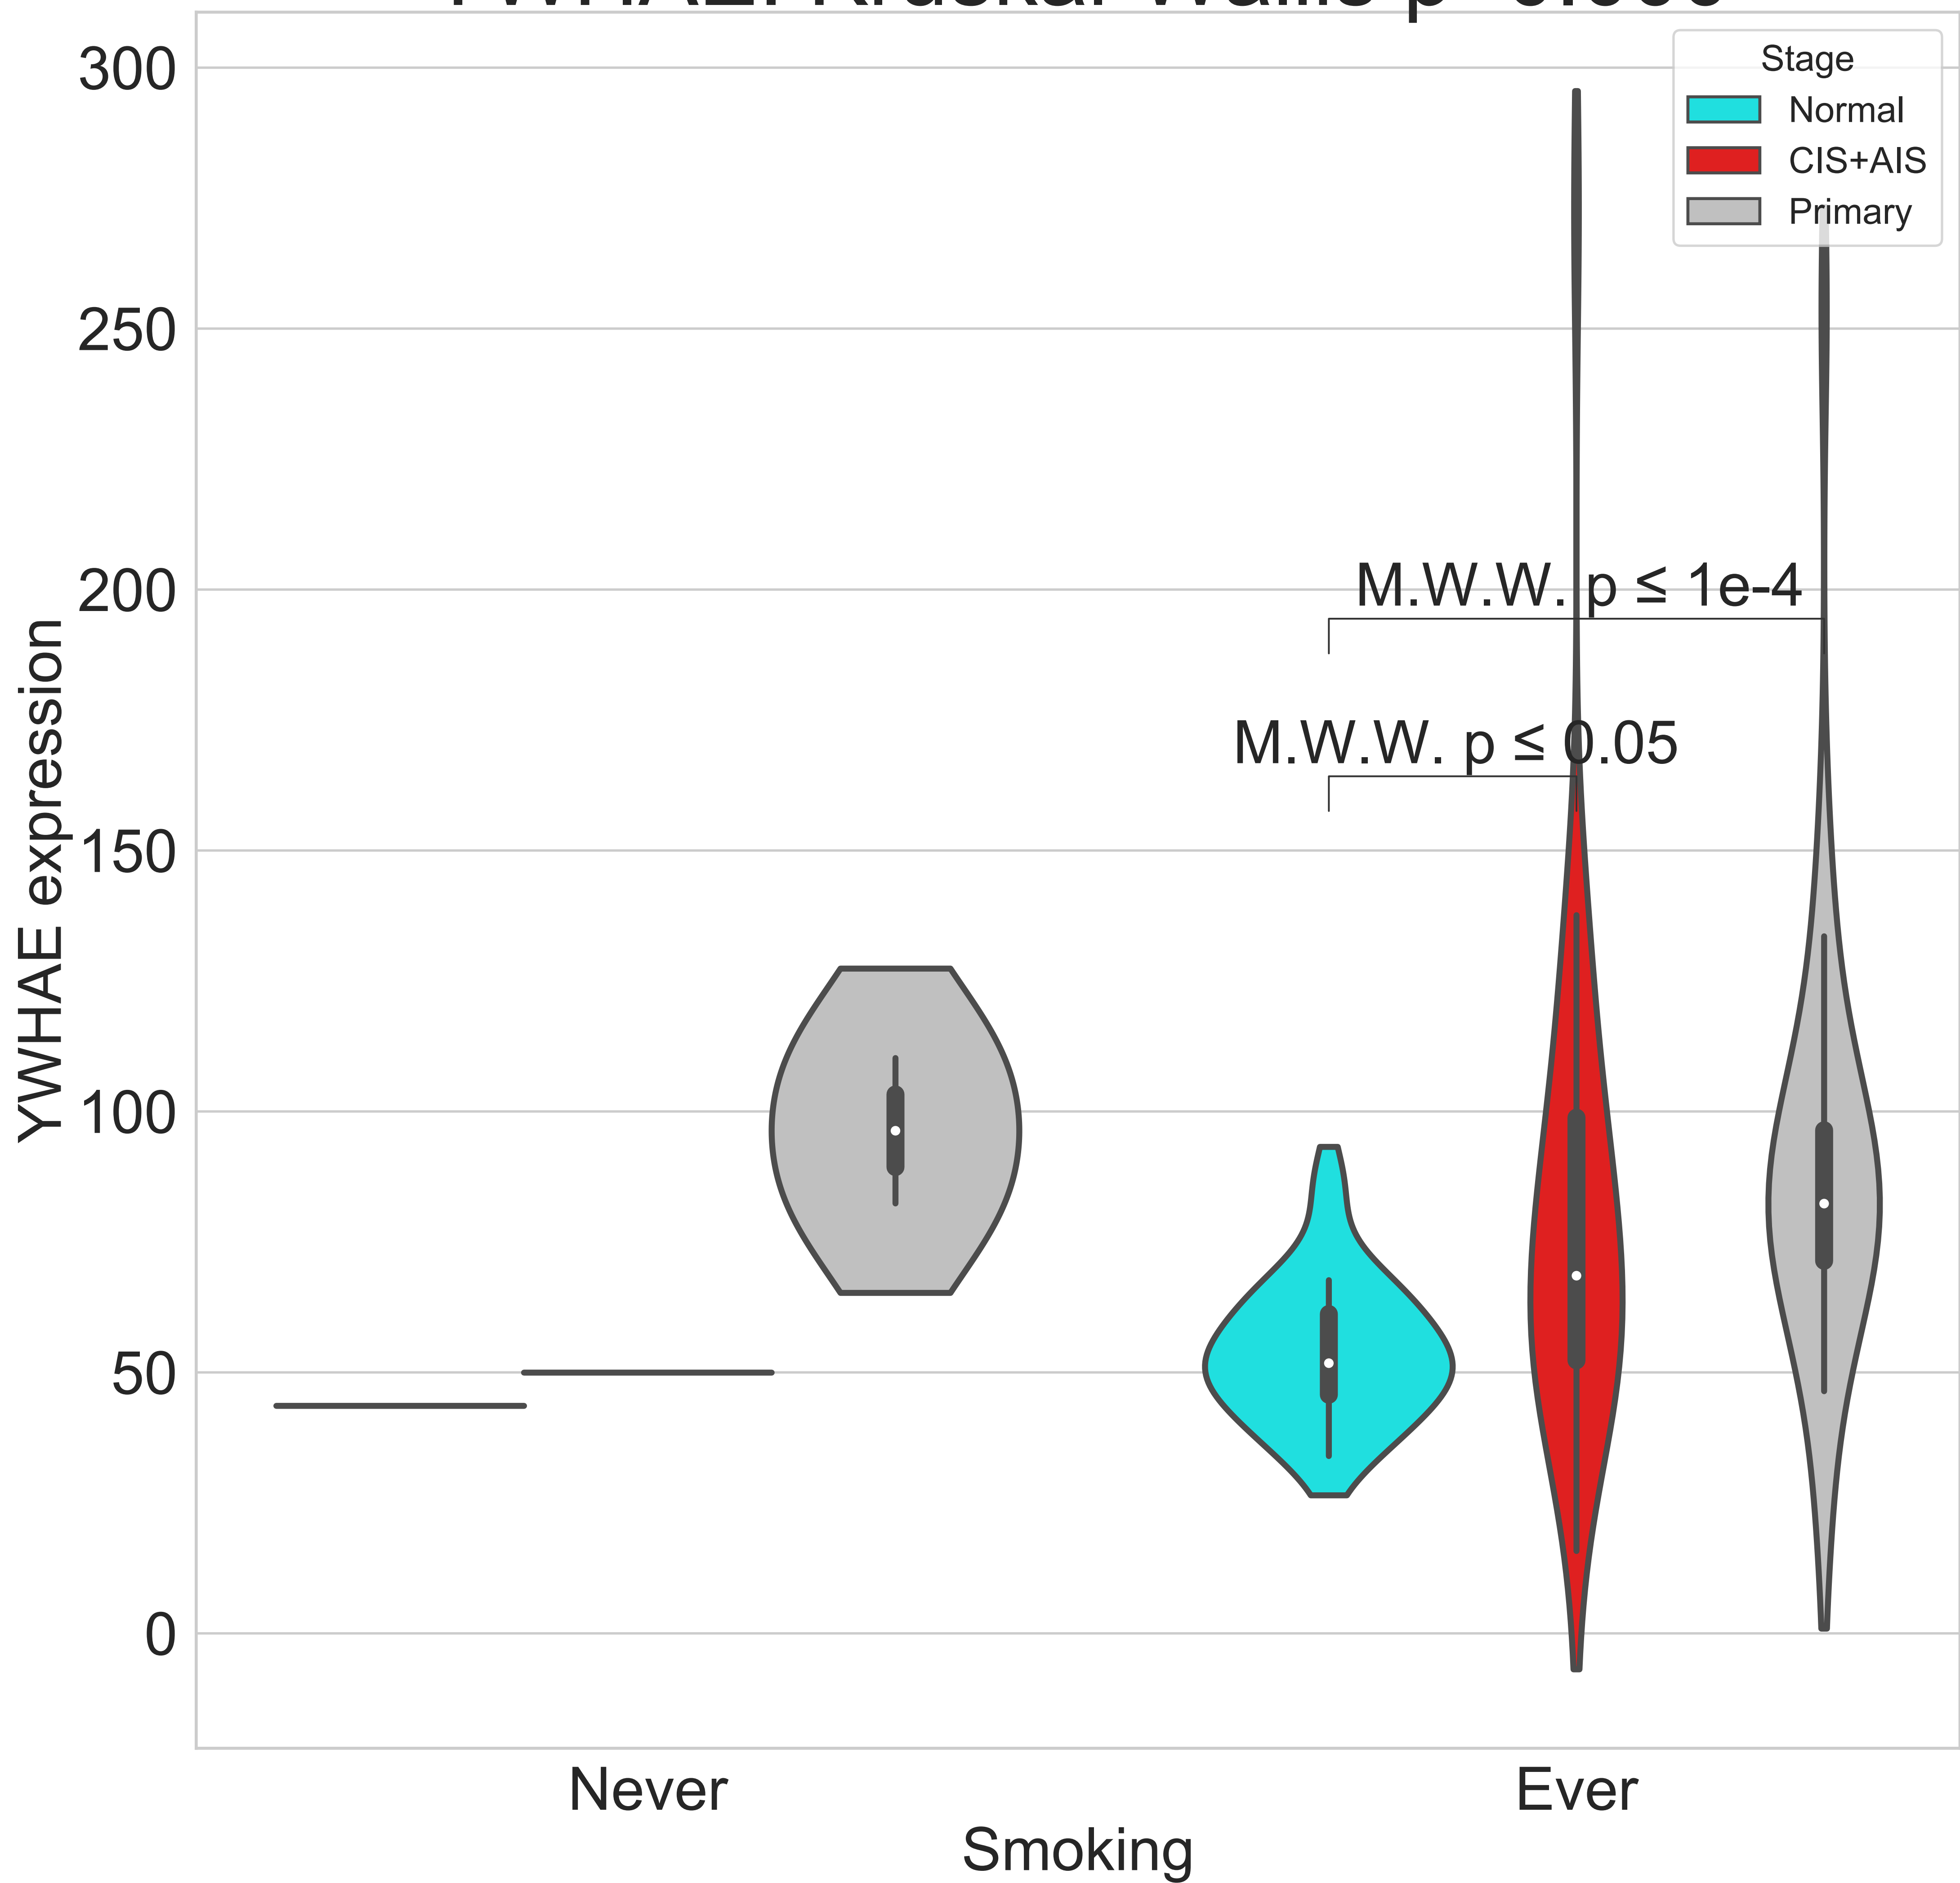 300
250
200
150
100
50
0
YWHAE expression
Stage
Normal
CIS+AIS
Primary
M.W.W. p ≤ 1e-4
M.W.W. p ≤ 0.05
Never
Ever
Smoking